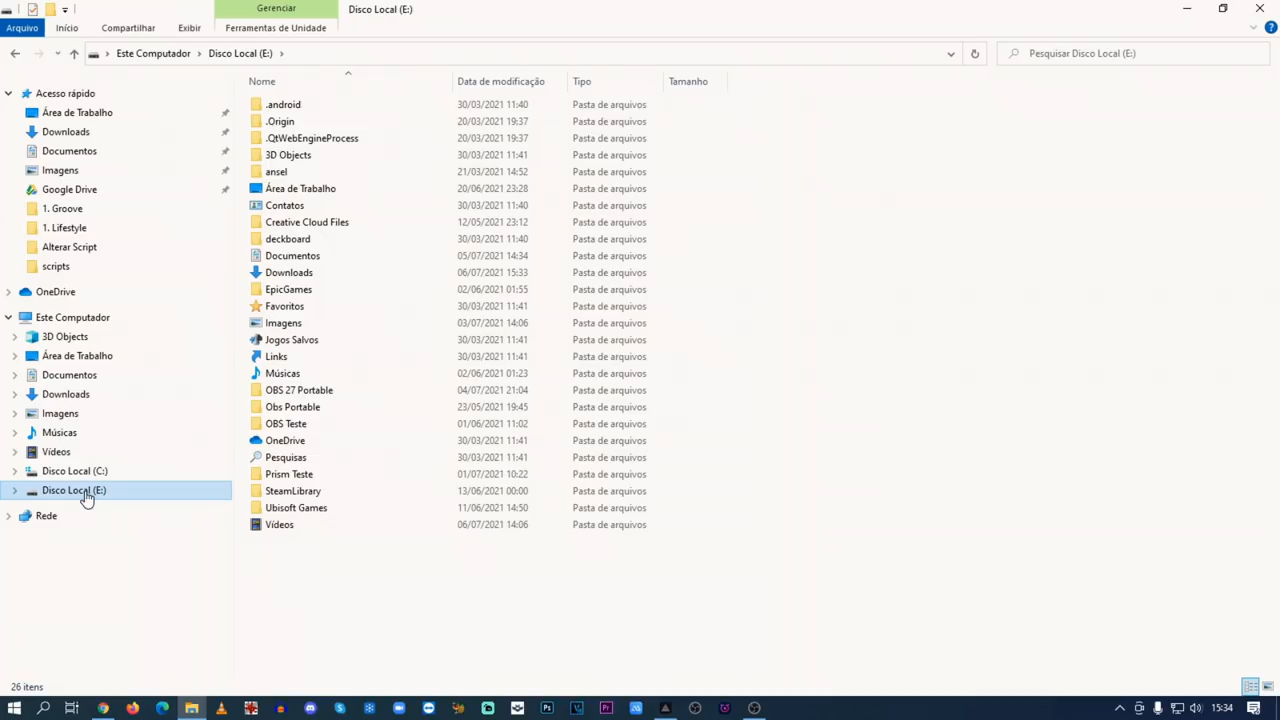 Gerenciar
Disco Local (E:)
Arquivo
Início
Compartilhar
Exibir
Ferramentas de Unidade
Este Computador
Disco Local (E:)
Pesquisar Disco Local (E:)
Acesso rápido
Área de Trabalho
Downloads
Documentos
Imagens
Google Drive
1. Groove
1. Lifestyle
Alterar Script
scripts
OneDrive
Este Computador
3D Objects
Área de Trabalho
Documentos
Downloads
Imagens
Músicas
Vídeos
Disco Local (C:)
Disco Local (E:)
Rede
Nome Data de modificação Tipo Tamanho
.android 30/03/2021 11:40 Pasta de arquivos
.Origin 20/03/2021 19:37 Pasta de arquivos
.QtWebEngineProcess 20/03/2021 19:37 Pasta de arquivos
3D Objects 30/03/2021 11:41 Pasta de arquivos
ansel 21/03/2021 14:52 Pasta de arquivos
Área de Trabalho 20/06/2021 23:28 Pasta de arquivos
Contatos 30/03/2021 11:40 Pasta de arquivos
Creative Cloud Files 12/05/2021 23:12 Pasta de arquivos
deckboard 30/03/2021 11:40 Pasta de arquivos
Documentos 05/07/2021 14:34 Pasta de arquivos
Downloads 06/07/2021 15:33 Pasta de arquivos
EpicGames 02/06/2021 01:55 Pasta de arquivos
Favoritos 30/03/2021 11:41 Pasta de arquivos
Imagens 03/07/2021 14:06 Pasta de arquivos
Jogos Salvos 30/03/2021 11:41 Pasta de arquivos
Links 30/03/2021 11:41 Pasta de arquivos
Músicas 02/06/2021 01:23 Pasta de arquivos
OBS 27 Portable 04/07/2021 21:04 Pasta de arquivos
Obs Portable 23/05/2021 19:45 Pasta de arquivos
OBS Teste 01/06/2021 11:02 Pasta de arquivos
OneDrive 30/03/2021 11:41 Pasta de arquivos
Pesquisas 30/03/2021 11:41 Pasta de arquivos
Prism Teste 01/07/2021 10:22 Pasta de arquivos
SteamLibrary 13/06/2021 00:00 Pasta de arquivos
Ubisoft Games 11/06/2021 14:50 Pasta de arquivos
Vídeos 06/07/2021 14:06 Pasta de arquivos
26 itens
Ps
Pr
15:34